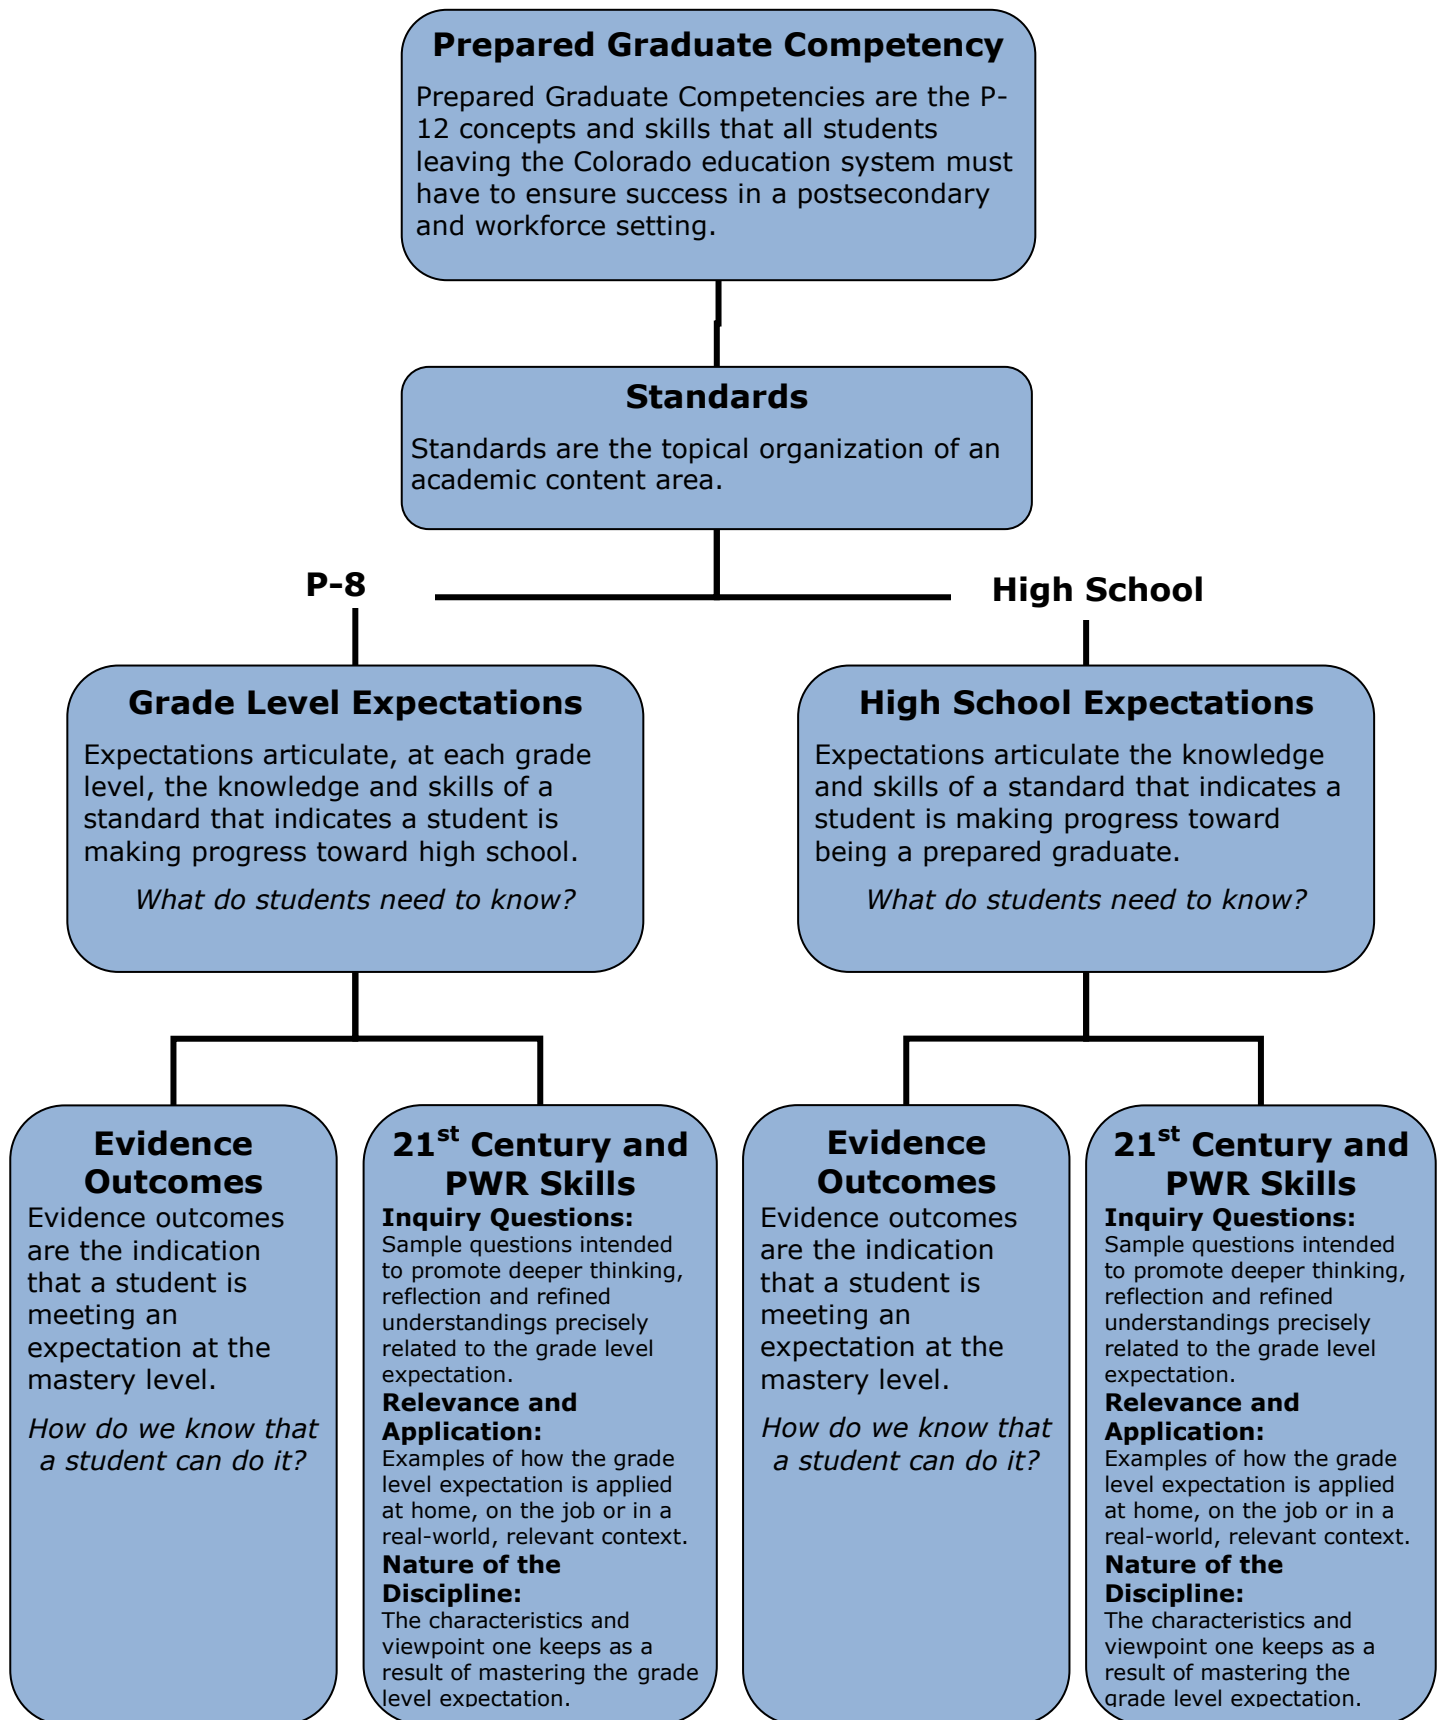 Prepared Graduate Competency
Prepared Graduate Competencies are the P-
12 concepts and skills that all students
leaving the Colorado education system must
have to ensure success in a postsecondary
and workforce setting.
Standards
Standards are the topical organization of an
academic content area.
P-8
High School
Grade Level Expectations
Expectations articulate, at each grade
level, the knowledge and skills of a
standard that indicates a student is
making progress toward high school.
What do students need to know?
High School Expectations
Expectations articulate the knowledge
and skills of a standard that indicates a
student is making progress toward
being a prepared graduate.
What do students need to know?
Evidence
Outcomes
Evidence outcomes
are the indication
that a student is
meeting an
expectation at the
mastery level.
How do we know that
a student can do it?
21st Century and
PWR Skills
Inquiry Questions:
Sample questions intended
to promote deeper thinking,
reflection and refined
understandings precisely
related to the grade level
expectation.
Relevance and
Application:
Examples of how the grade
level expectation is applied
at home, on the job or in a
real-world, relevant context.
Nature of the
Discipline:
The characteristics and
viewpoint one keeps as a
result of mastering the grade
level expectation.
Evidence
Outcomes
Evidence outcomes
are the indication
that a student is
meeting an
expectation at the
mastery level.
How do we know that
a student can do it?
21st Century and
PWR Skills
Inquiry Questions:
Sample questions intended
to promote deeper thinking,
reflection and refined
understandings precisely
related to the grade level
expectation.
Relevance and
Application:
Examples of how the grade
level expectation is applied
at home, on the job or in a
real-world, relevant context.
Nature of the
Discipline:
The characteristics and
viewpoint one keeps as a
result of mastering the
grade level expectation.